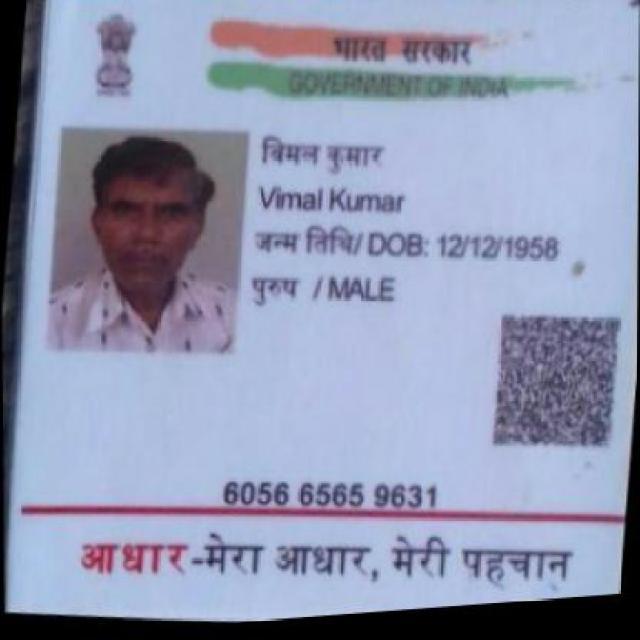 भारत सरकार
GOVERNMENT OF INDIA
विमल कुमार
Vimal Kumar
जन्म तिथि/ DOB: 12/12/1958
पुरुष / MALE
6056 6565 9631
आधार-मेरा आधार, मेरी पहचान